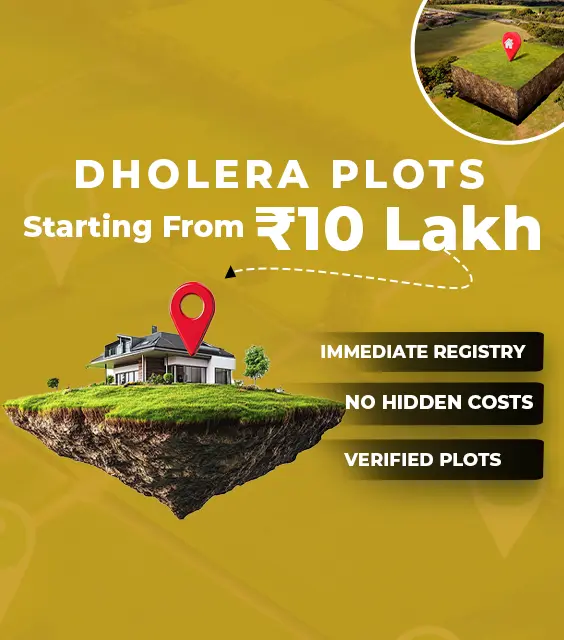 DHOLERA PLOTS
Starting From ₹10 Lakh
IMMEDIATE REGISTRY
NO HIDDEN COSTS
VERIFIED PLOTS